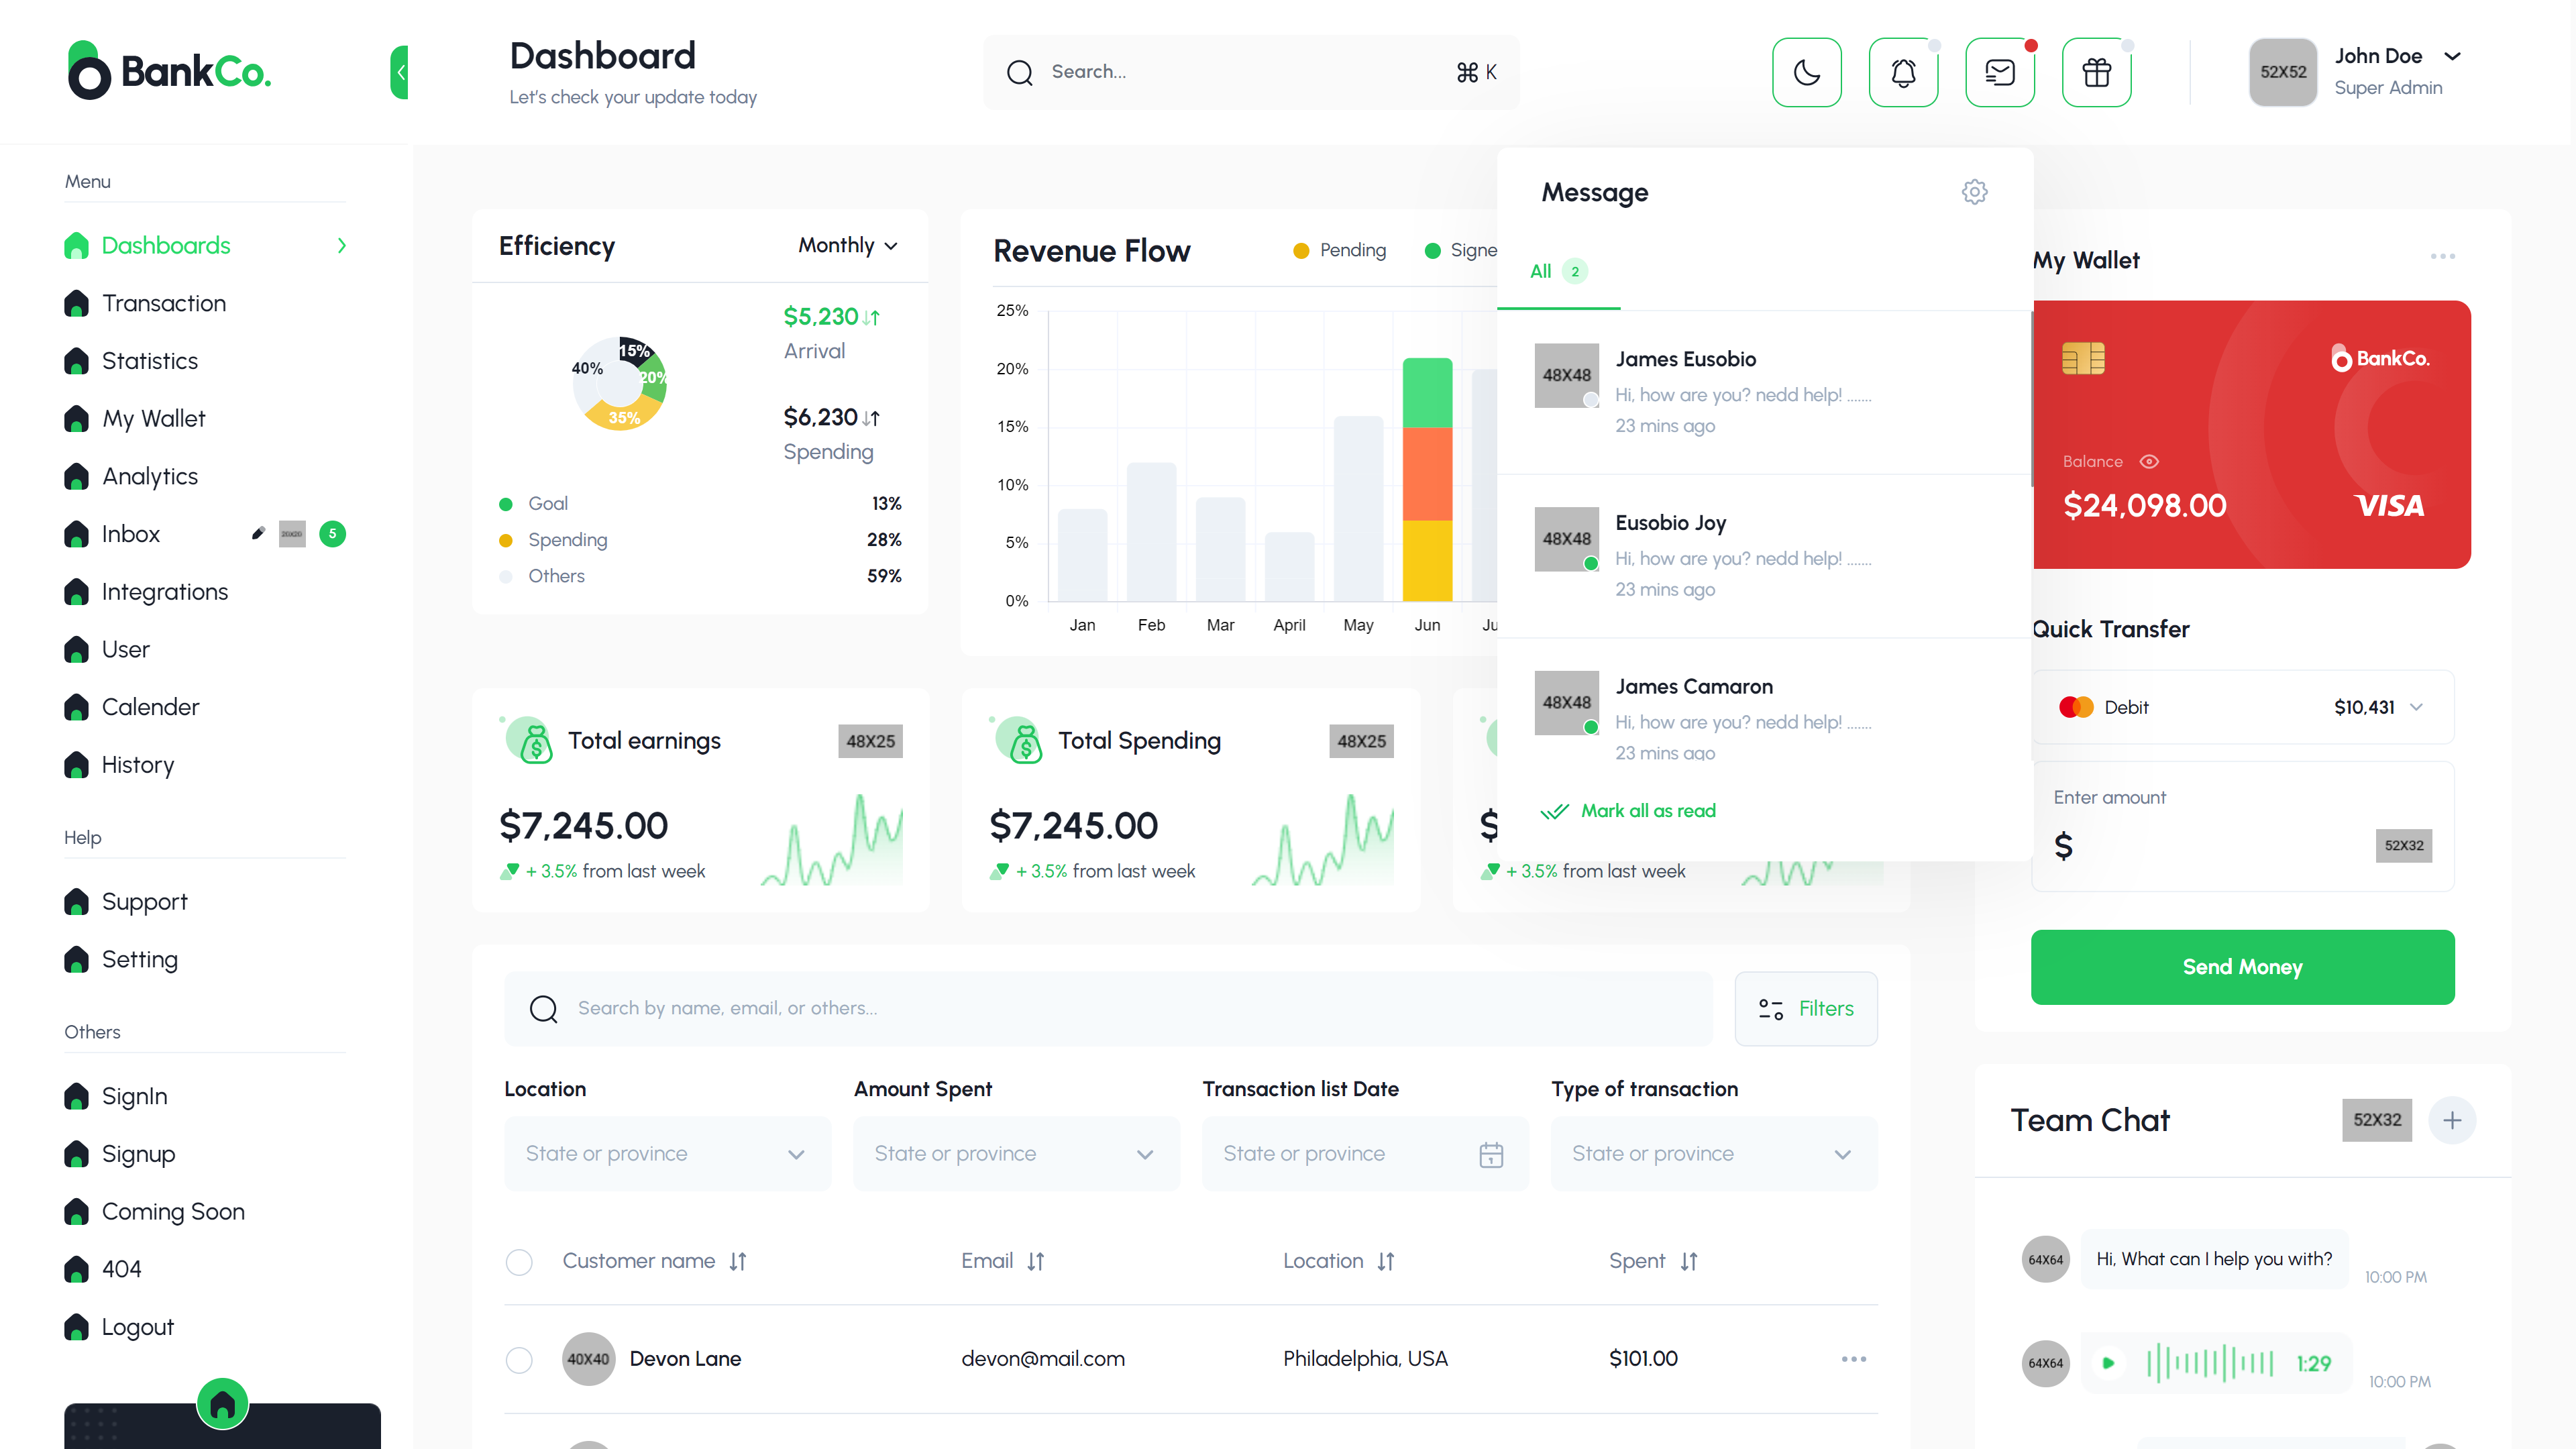 BankCo.
Dashboard
Let's check your update today
Search...
⌘ K
52X52
John Doe
Super Admin
Menu
Dashboards
Transaction
Statistics
My Wallet
Analytics
Inbox
20X20
5
Integrations
User
Calender
History
Help
Support
Setting
Others
SignIn
Signup
Coming Soon
404
Logout
Efficiency
Monthly
15%
20%
35%
40%
$5,230
Arrival
$6,230
Spending
Goal
13%
Spending
28%
Others
59%
Revenue Flow
Pending
Signe
25%
20%
15%
10%
5%
0%
Jan
Feb
Mar
April
May
Jun
Ju
Message
All
2
48X48
James Eusobio
Hi, how are you? nedd help! .......
23 mins ago
48X48
Eusobio Joy
Hi, how are you? nedd help! .......
23 mins ago
48X48
James Camaron
Hi, how are you? nedd help! .......
23 mins ago
Mark all as read
My Wallet
BankCo.
Balance
$24,098.00
VISA
Quick Transfer
Debit
$10,431
Enter amount
$
52X32
Send Money
Total earnings
48X25
$7,245.00
+ 3.5% from last week
Total Spending
48X25
$7,245.00
+ 3.5% from last week
$
+ 3.5% from last week
Search by name, email, or others...
Filters
Location
Amount Spent
Transaction list Date
Type of transaction
State or province
State or province
State or province
1
State or province
Customer name
Email
Location
Spent
40X40
Devon Lane
devon@mail.com
Philadelphia, USA
$101.00
Team Chat
52X32
64X64
Hi, What can I help you with?
10:00 PM
64X64
1:29
10:00 PM